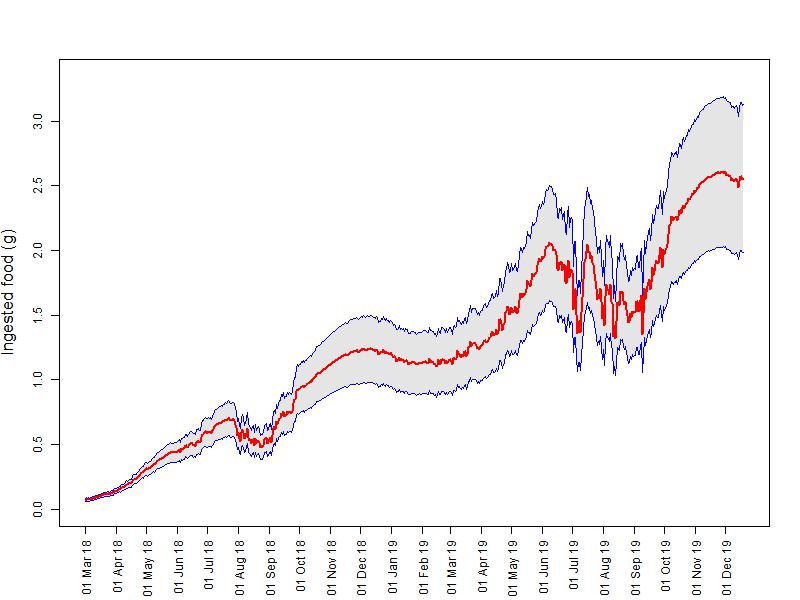 Ingested food (g)
3.0
2.5
2.0
1.5
1.0
0.5
0.0
01 Mar 18
01 Apr 18
01 May 18
01 Jun 18
01 Jul 18
01 Aug 18
01 Sep 18
01 Oct 18
01 Nov 18
01 Dec 18
01 Jan 19
01 Feb 19
01 Mar 19
01 Apr 19
01 May 19
01 Jun 19
01 Jul 19
01 Aug 19
01 Sep 19
01 Oct 19
01 Nov 19
01 Dec 19